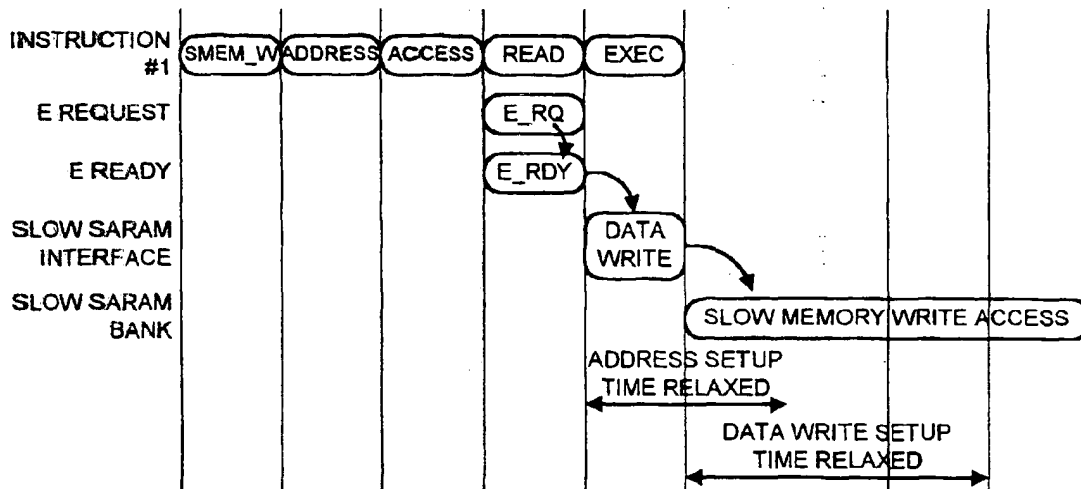 INSTRUCTION
#1
SMEM_W ADDRESS ACCESS READ EXEC
E REQUEST E_RQ
E READY E_RDY
SLOW SARAM
INTERFACE
DATA
WRITE
SLOW SARAM
BANK
SLOW MEMORY WRITE ACCESS
ADDRESS SETUP
TIME RELAXED
DATA WRITE SETUP
TIME RELAXED